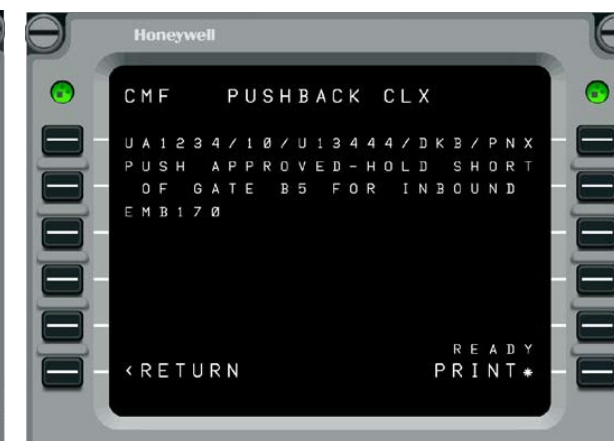 Honeywell
CMF PUSHBACK CLX
UA1234/10/U13444/DKB/PNX
PUSH APPROVED-HOLD SHORT
OF GATE B5 FOR INBOUND
EMB170
READY
<RETURN PRINT*